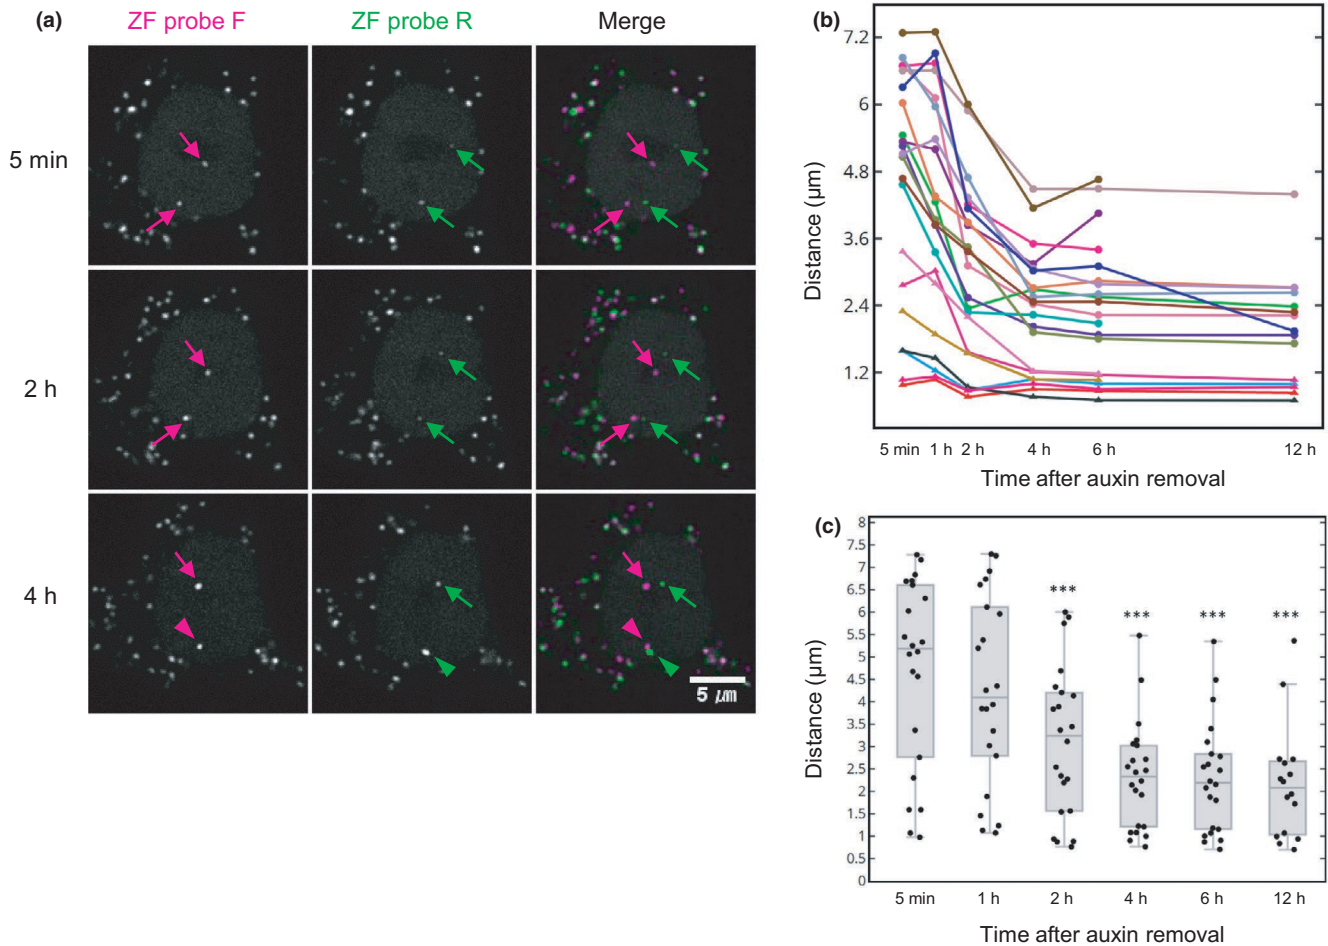 (a) ZF probe F ZF probe R Merge
5 min
2 h
4 h
5 µm
(b)
7.2
6
4.8
3.6
2.4
1.2
Distance (µm)
5 min 1 h 2 h 4 h 6 h 12 h
Time after auxin removal
(c)
8
7.5
7
6.5
6
5.5
5
4.5
4
3.5
3
2.5
2
1.5
1
0.5
0
Distance (µm)
*** *** *** ***
5 min 1 h 2 h 4 h 6 h 12 h
Time after auxin removal